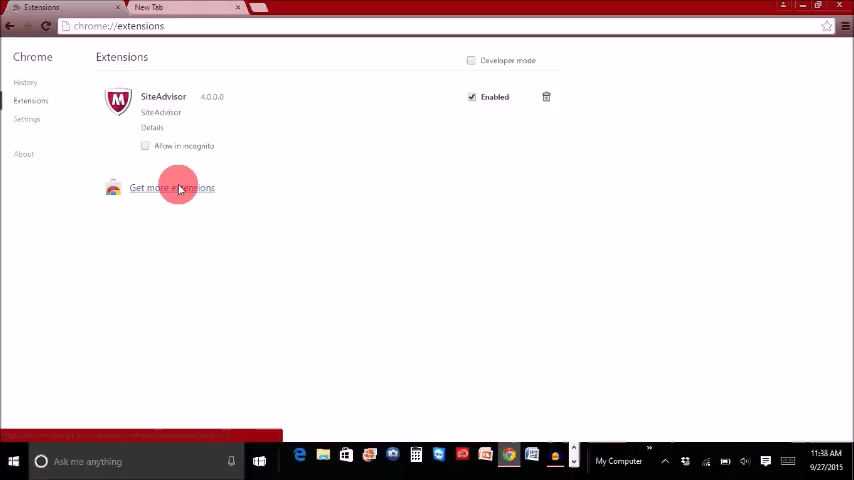 Extensions
New Tab
chrome://extensions
Chrome
History
Extensions
Settings
About
Extensions
Developer mode
SiteAdvisor 4.0.0.0
SiteAdvisor
Details
Allow in incognito
Enabled
Get more extensions
Ask me anything
My Computer
11:38 AM
9/27/2015